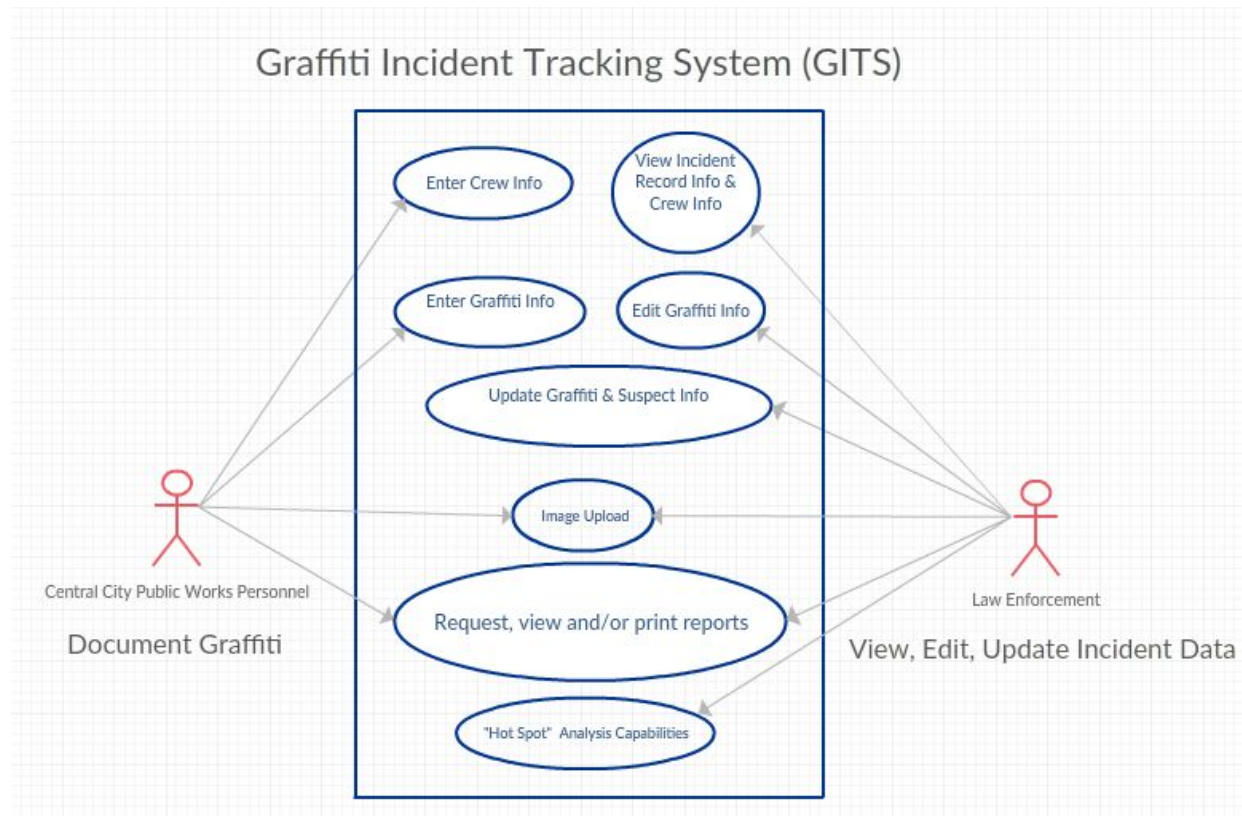 Graffiti Incident Tracking System (GITS)
Enter Crew Info
View Incident
Record Info &
Crew Info
Enter Graffiti Info
Edit Graffiti Info
Update Graffiti & Suspect Info
Image Upload
Central City Public Works Personnel
Document Graffiti
Request, view and/or print reports
Law Enforcement
View, Edit, Update Incident Data
"Hot Spot" Analysis Capabilities